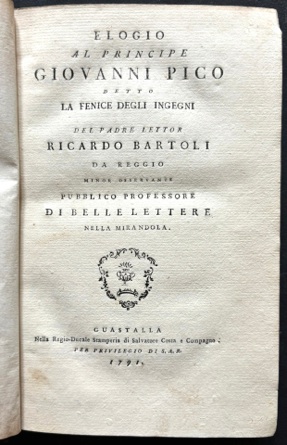 ELOGIO
AL PRINCIPE
GIOVANNI PICO
DETTO
LA FENICE DEGLI INGEGNI
DEL PADRE LETTOR
RICARDO BARTOLI
DA REGGIO
MINOR OSSERVANTE
PUBBLICO PROFESSORE
DI BELLE LETTERE
NELLA MIRANDOLA.
GUASTALLA
Nella Regio-Ducale Stamperia di Salvatore Costa e Compagno.
PER PRIVILEGIO DI S.A.R.
1791.